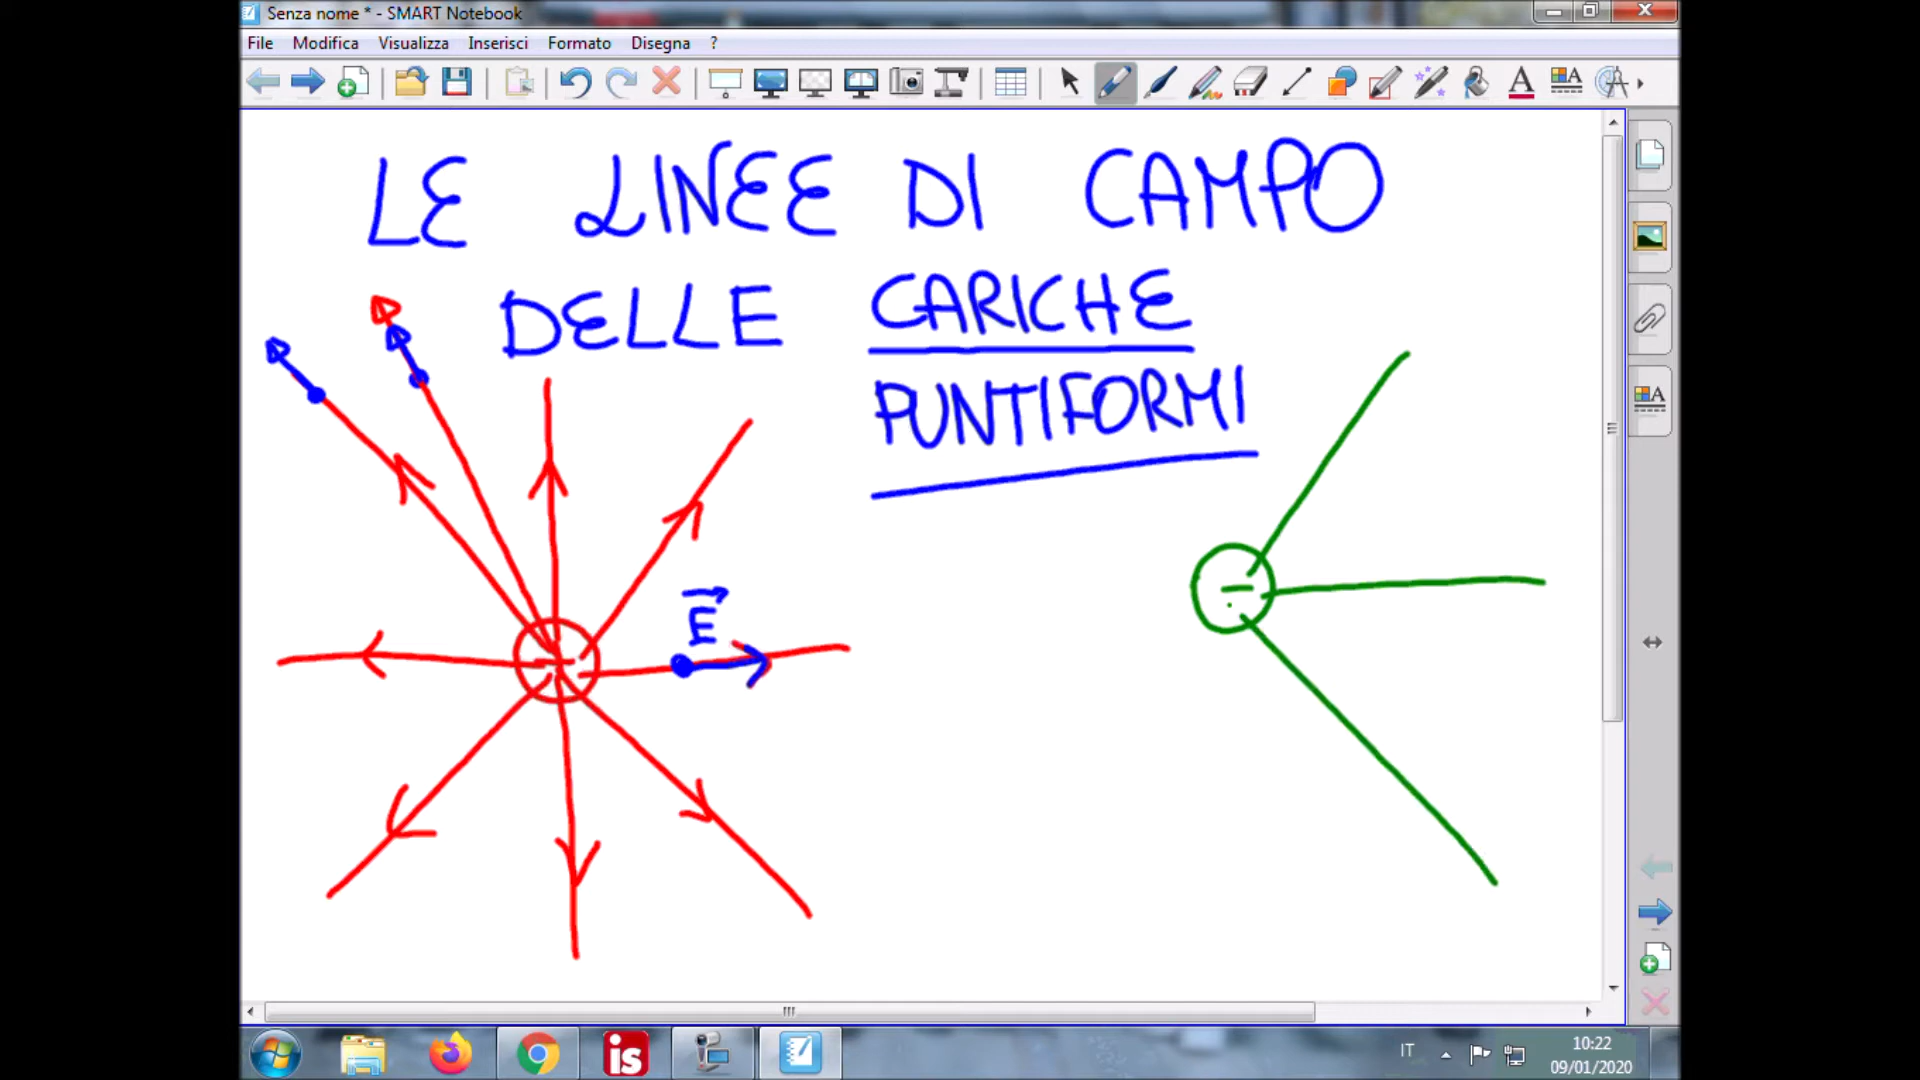 Senza nome * - SMART Notebook
File Modifica Visualizza Inserisci Formato Disegna ?
LE LINEE DI CAMPO
DELLE CARICHE
PUNTIFORMI
E
IT
10:22
09/01/2020